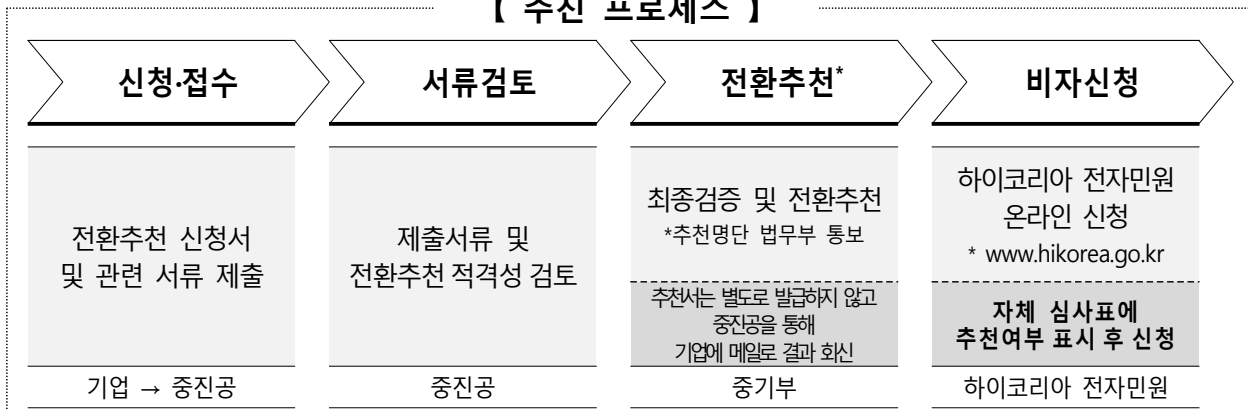 【 추진 프로세스 】
신청·접수
서류검토
전환추천*
비자신청
전환추천 신청서
및 관련 서류 제출
제출서류 및
전환추천 적격성 검토
최종검증 및 전환추천
*추천명단 법무부 통보
추천서는 별도로 발급하지 않고
중진공을 통해
기업에 메일로 결과 회신
하이코리아 전자민원
온라인 신청
* www.hikorea.go.kr
자체 심사표에
추천여부 표시 후 신청
기업 → 중진공
중진공
중기부
하이코리아 전자민원